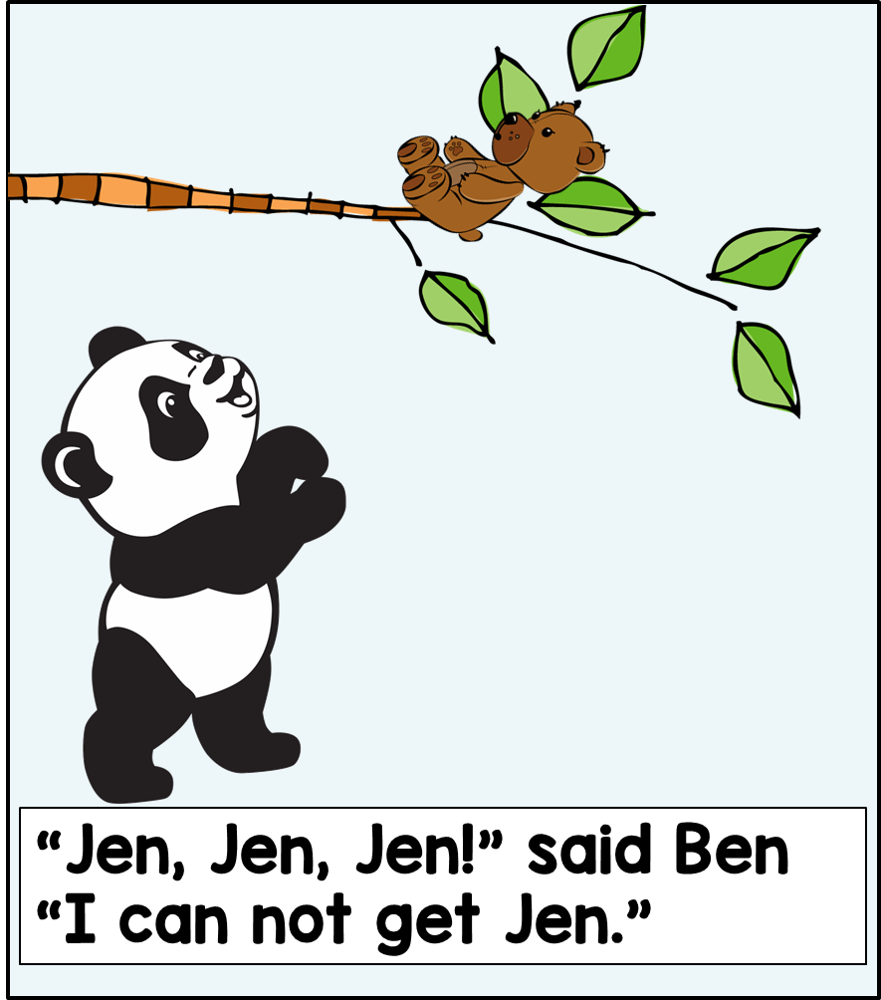 “Jen, Jen, Jen!” said Ben
“I can not get Jen.”